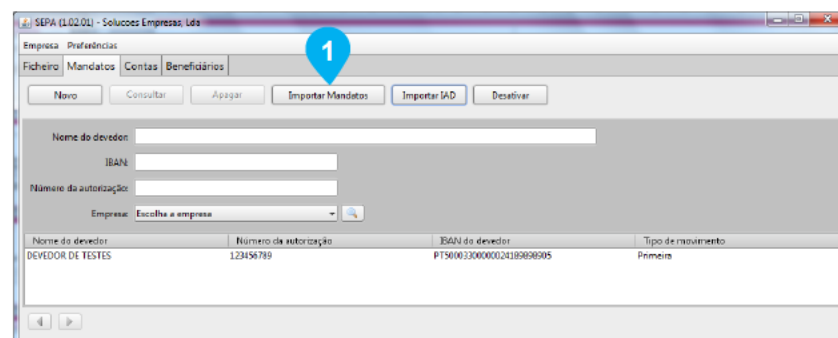 SEPA (1.02.01) - Solucoes Empresas, Lda
Empresa Preferências
1
Ficheiro Mandatos Contas Beneficiários
Novo Consultar Apagar Importar Mandatos Importar IAD Desativar
Nome do devedor:
IBAN:
Número da autorização:
Empresa: Escolha a empresa
Nome do devedor Número da autorização IBAN do devedor Tipo de movimento
DEVEDOR DE TESTES 123456789 Primeira